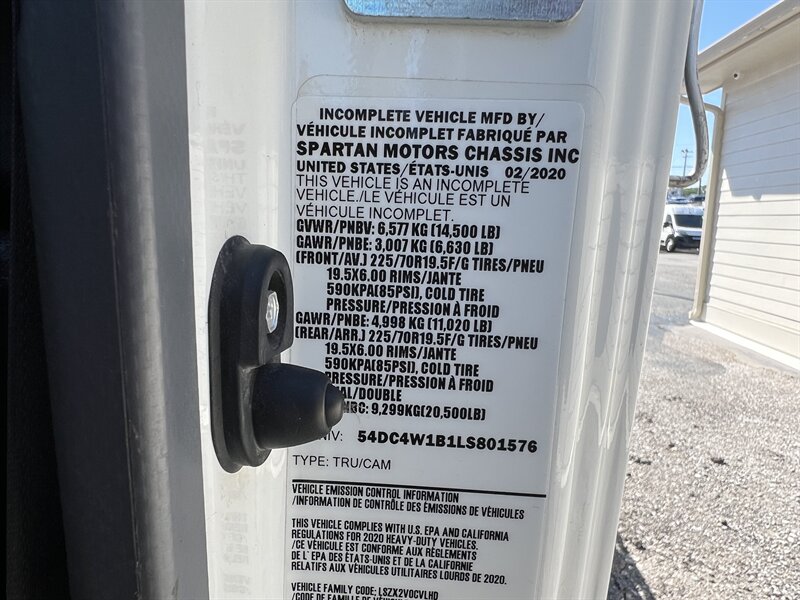 INCOMPLETE VEHICLE MFD BY/
VÉHICULE INCOMPLET FABRIQUÉ PAR
SPARTAN MOTORS CHASSIS INC
UNITED STATES/ÉTATS-UNIS 02/2020
THIS VEHICLE IS AN INCOMPLETE
VEHICLE./LE VÉHICULE EST UN
VÉHICULE INCOMPLET.
GVWR/PNBV: 6,577 KG (14,500 LB)
GAWR/PNBE: 3,007 KG (6,630 LB)
(FRONT/AV.) 225/70R19.5F/G TIRES/PNEU
19.5X6.00 RIMS/JANTE
590KPA(85PSI), COLD TIRE
PRESSURE/PRESSION À FROID
GAWR/PNBE: 4,998 KG (11,020 LB)
(REAR/ARR.) 225/70R19.5F/G TIRES/PNEU
19.5X6.00 RIMS/JANTE
590KPA(85PSI), COLD TIRE
PRESSURE/PRESSION À FROID
/DOUBLE
9,299KG(20,500LB)
54DC4W1B1LS801576
TYPE: TRU/CAM
VEHICLE EMISSION CONTROL INFORMATION
/INFORMATION DE CONTRÔLE DES ÉMISSIONS DE VÉHICULES
THIS VEHICLE COMPLIES WITH U.S. EPA AND CALIFORNIA
REGULATIONS FOR 2020 HEAVY-DUTY VEHICLES.
/CE VÉHICULE EST CONFORME AUX RÈGLEMENTS
DE L' EPA DES ÉTATS-UNIS ET DE LA CALIFORNIE
RELATIFS AUX VÉHICULES UTILITAIRES LOURDS DE 2020.
VEHICLE FAMILY CODE: LSZX2VOCVLHD
/CODE DE FAMILLE DE